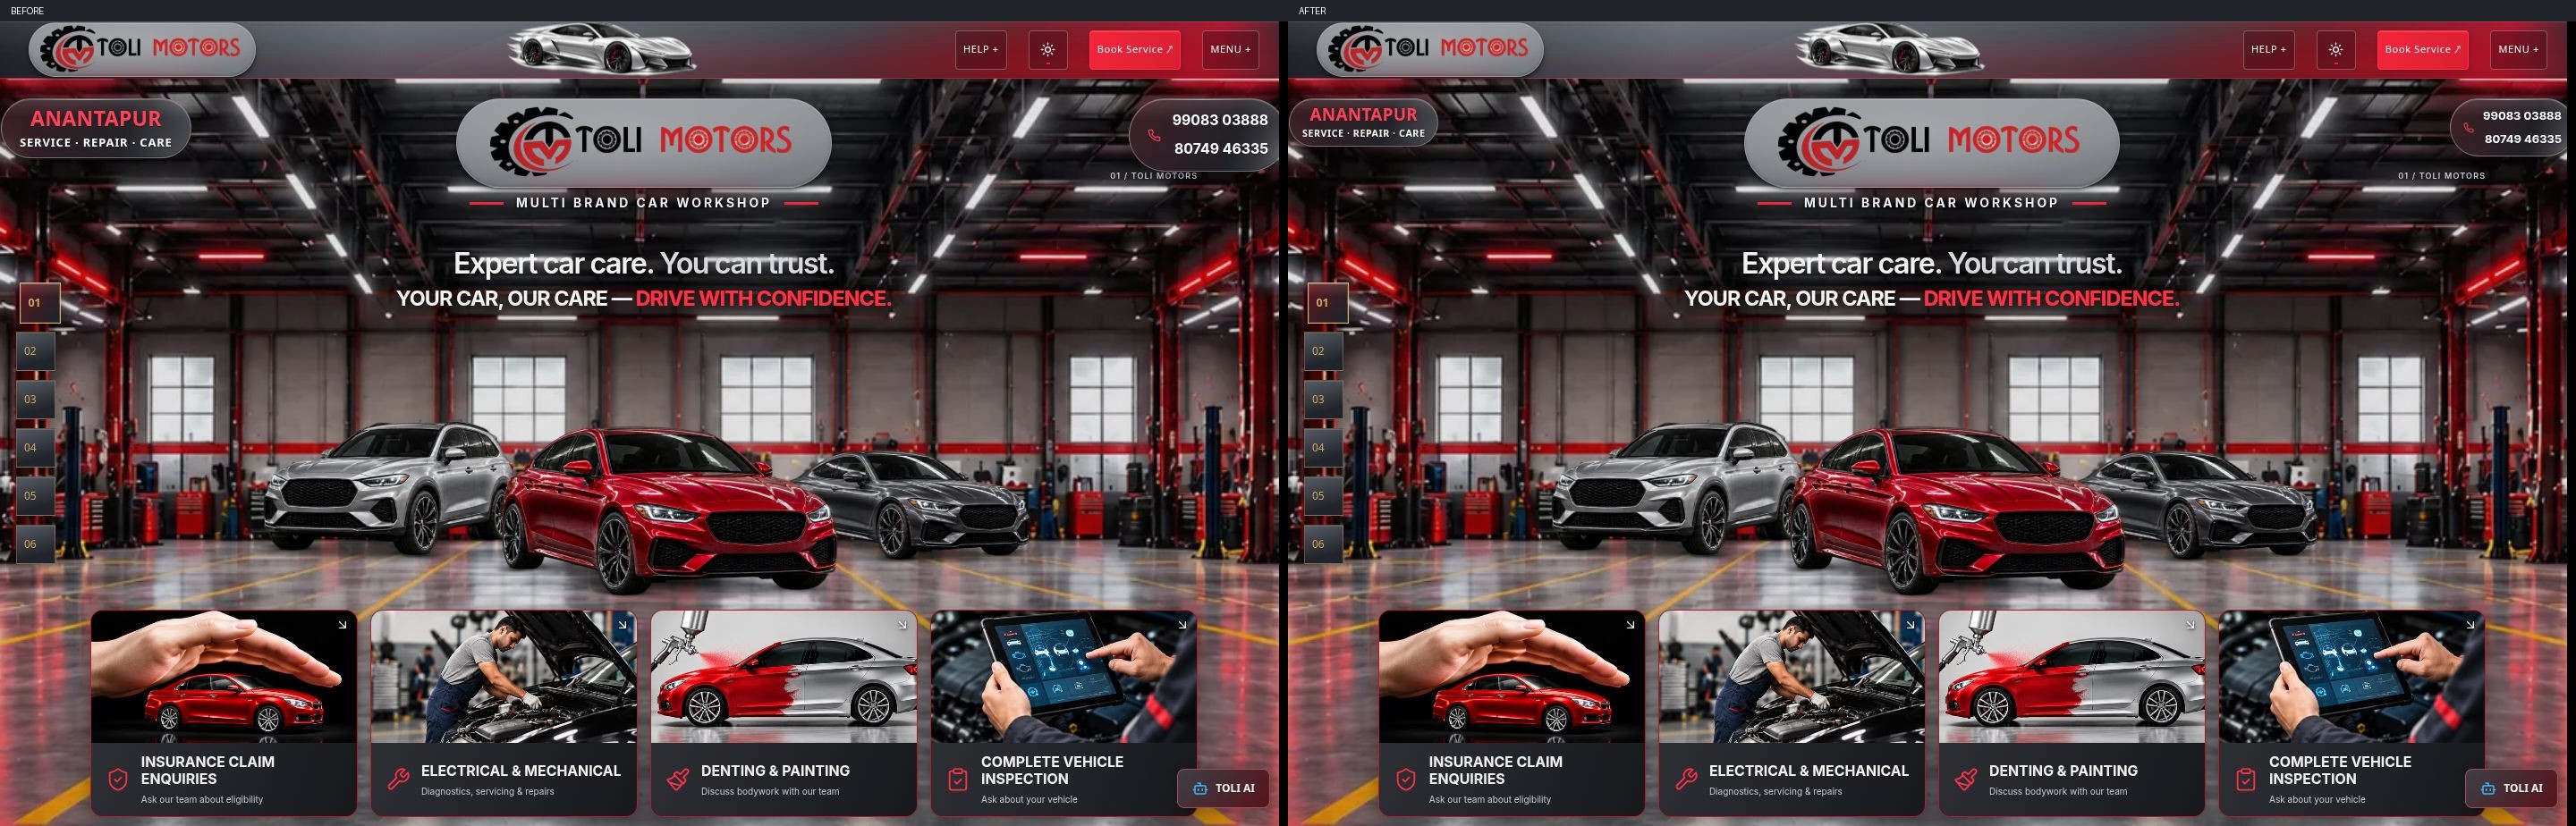 BEFORE
TOLI MOTORS
HELP +
Book Service ↗
MENU +
ANANTAPUR
SERVICE · REPAIR · CARE
TOLI MOTORS
MULTI BRAND CAR WORKSHOP
99083 03888
80749 46335
01 / TOLI MOTORS
Expert car care. You can trust.
YOUR CAR, OUR CARE — DRIVE WITH CONFIDENCE.
01
02
03
04
05
06
INSURANCE CLAIM
ENQUIRIES
Ask our team about eligibility
ELECTRICAL & MECHANICAL
Diagnostics, servicing & repairs
DENTING & PAINTING
Discuss bodywork with our team
COMPLETE VEHICLE
INSPECTION
Ask about your vehicle
TOLI AI
AFTER
TOLI MOTORS
HELP +
Book Service ↗
MENU +
ANANTAPUR
SERVICE · REPAIR · CARE
TOLI MOTORS
MULTI BRAND CAR WORKSHOP
99083 03888
80749 46335
01 / TOLI MOTORS
Expert car care. You can trust.
YOUR CAR, OUR CARE — DRIVE WITH CONFIDENCE.
01
02
03
04
05
06
INSURANCE CLAIM
ENQUIRIES
Ask our team about eligibility
ELECTRICAL & MECHANICAL
Diagnostics, servicing & repairs
DENTING & PAINTING
Discuss bodywork with our team
COMPLETE VEHICLE
INSPECTION
Ask about your vehicle
TOLI AI